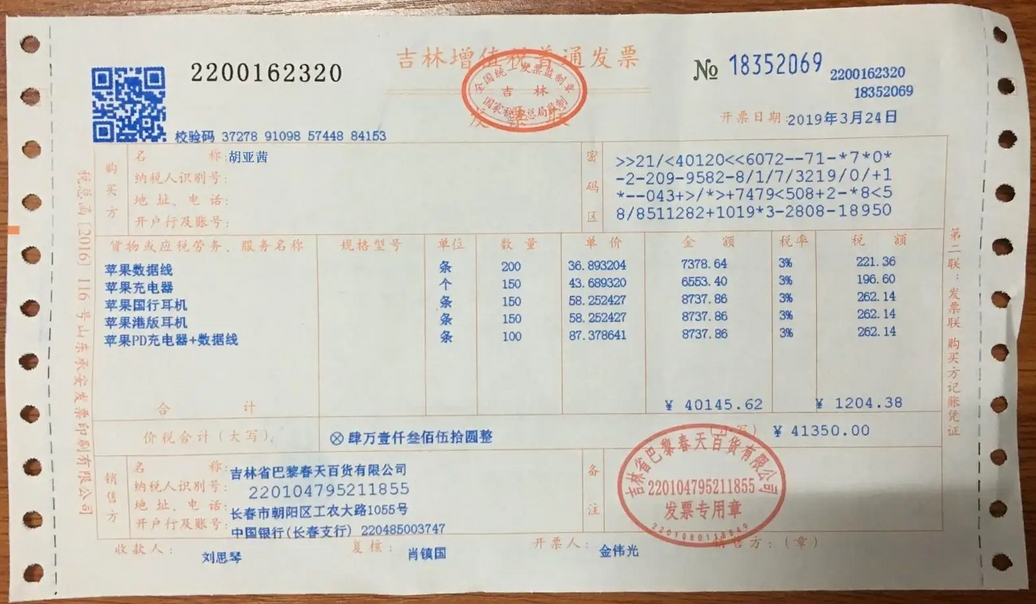 吉林增值税普通发票
发票联
全国统一发票监制章
吉林
国家税务总局监制
2200162320
№ 18352069
2200162320
18352069
校验码 37278 91098 57448 84153
开票日期:2019年3月24日
购买方
名称:胡亚茜
纳税人识别号:
地址、电话:
开户行及账号:
密码区
>>21/<40120<<6072--71-*7*0*
-2-209-9582-8/1/7/3219/0/+1
*--043+>/*>+7479<508+2-*8<5
8/8511282+1019*3-2808-18950
货物或应税劳务、服务名称 规格型号 单位 数量 单价 金额 税率 税额
苹果数据线 条 200 36.893204 7378.64 3% 221.36
苹果充电器 个 150 43.689320 6553.40 3% 196.60
苹果国行耳机 条 150 58.252427 8737.86 3% 262.14
苹果港版耳机 条 150 58.252427 8737.86 3% 262.14
苹果PD充电器+数据线 条 100 87.378641 8737.86 3% 262.14
合计 ¥ 40145.62 ¥ 1204.38
价税合计(大写) ⊗肆万壹仟叁佰伍拾圆整 (小写) ¥ 41350.00
销售方
名称:吉林省巴黎春天百货有限公司
纳税人识别号:220104795211855
地址、电话:长春市朝阳区工农大路1055号
开户行及账号:中国银行(长春支行) 220485003747
备注
吉林省巴黎春天百货有限公司
220104795211855
发票专用章
收款人:刘思琴 复核:肖镇国 开票人:金伟光 销售方:(章)
税总函[2016]116号山东承安发票印刷有限公司
第二联:发票联 购买方记账凭证